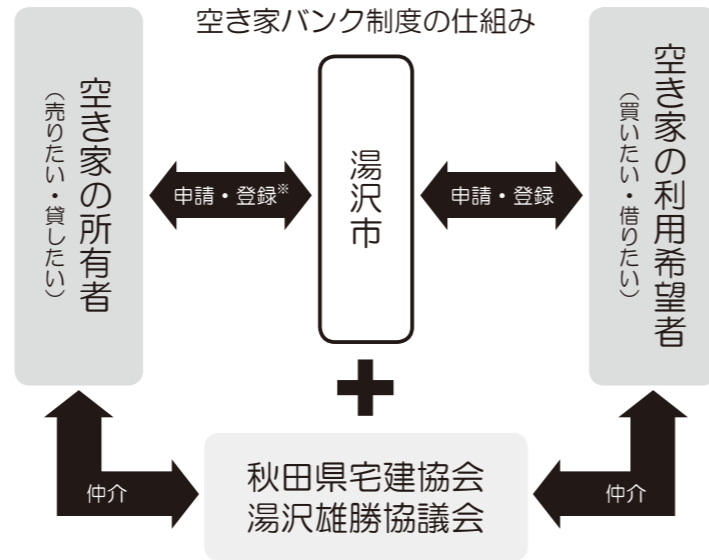 空き家バンク制度の仕組み
空き家の所有者
（売りたい・貸したい）
申請・登録※
湯沢市
申請・登録
空き家の利用希望者
（買いたい・借りたい）
仲介
秋田県宅建協会
湯沢雄勝協議会
仲介